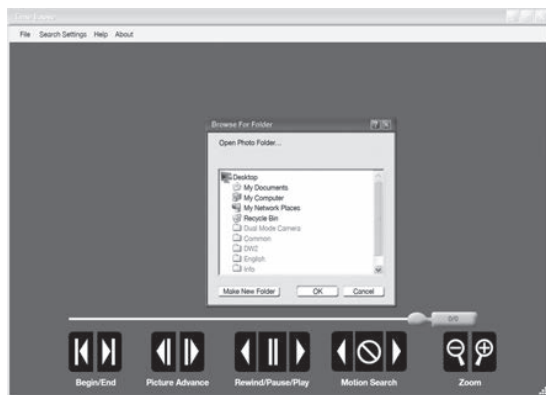 File Search Settings Help About
Browse For Folder
Open Photo Folder...
Desktop
My Documents
My Computer
My Network Places
Recycle Bin
Dual Mode Camera
Common
DW2
English
Info
Make New Folder OK Cancel
0/0
Begin/End Picture Advance Rewind/Pause/Play Motion Search Zoom